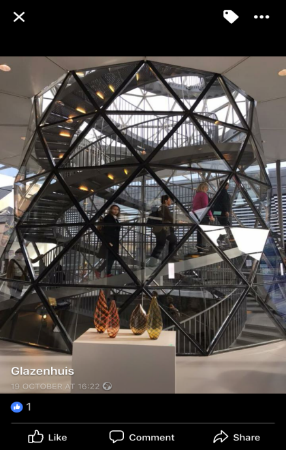 Glazenhuis
19 OCTOBER AT 16:22
1
Like
Comment
Share